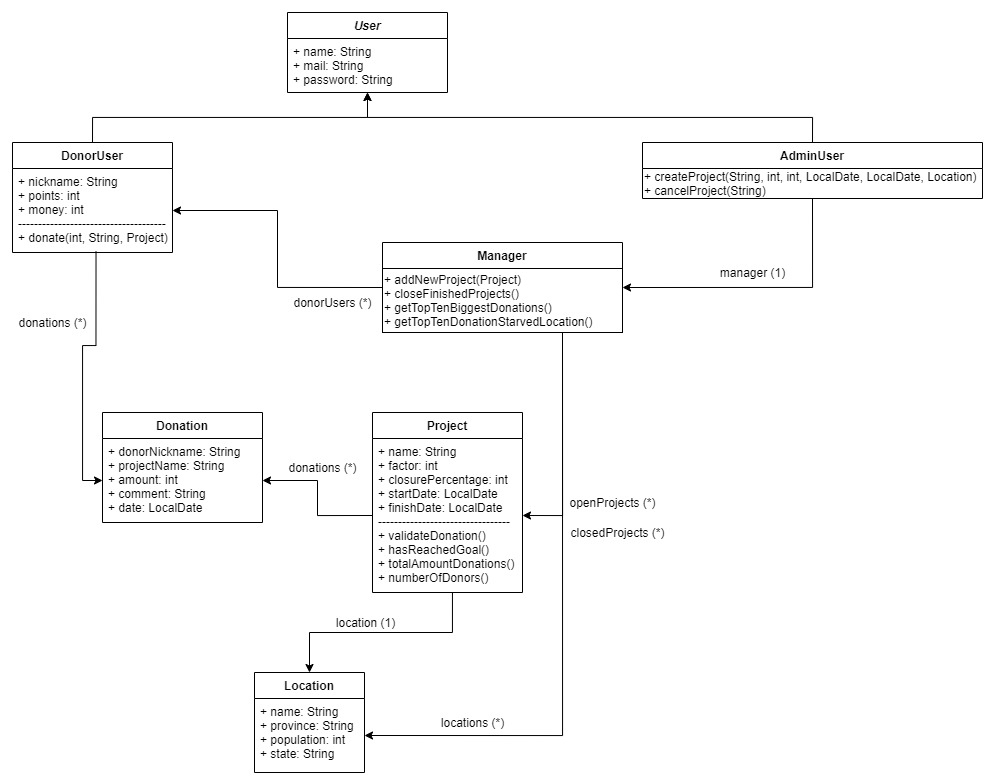 User
+ name: String
+ mail: String
+ password: String
DonorUser
+ nickname: String
+ points: int
+ money: int
-------------------------------------
+ donate(int, String, Project)
AdminUser
+ createProject(String, int, int, LocalDate, LocalDate, Location)
+ cancelProject(String)
Manager
+ addNewProject(Project)
+ closeFinishedProjects()
+ getTopTenBiggestDonations()
+ getTopTenDonationStarvedLocation()
manager (1)
donorUsers (*)
donations (*)
Donation
+ donorNickname: String
+ projectName: String
+ amount: int
+ comment: String
+ date: LocalDate
donations (*)
Project
+ name: String
+ factor: int
+ closurePercentage: int
+ startDate: LocalDate
+ finishDate: LocalDate
---------------------------------
+ validateDonation()
+ hasReachedGoal()
+ totalAmountDonations()
+ numberOfDonors()
openProjects (*)
closedProjects (*)
location (1)
Location
+ name: String
+ province: String
+ population: int
+ state: String
locations (*)